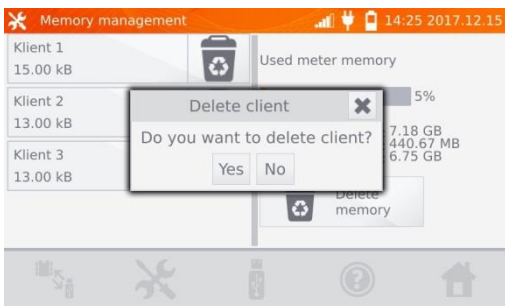 Memory management
14:25 2017.12.15
Klient 1
15.00 kB
Klient 2
13.00 kB
Klient 3
13.00 kB
Used meter memory
5%
7.18 GB
440.67 MB
6.75 GB
Delete
memory
Delete client
Do you want to delete client?
Yes
No